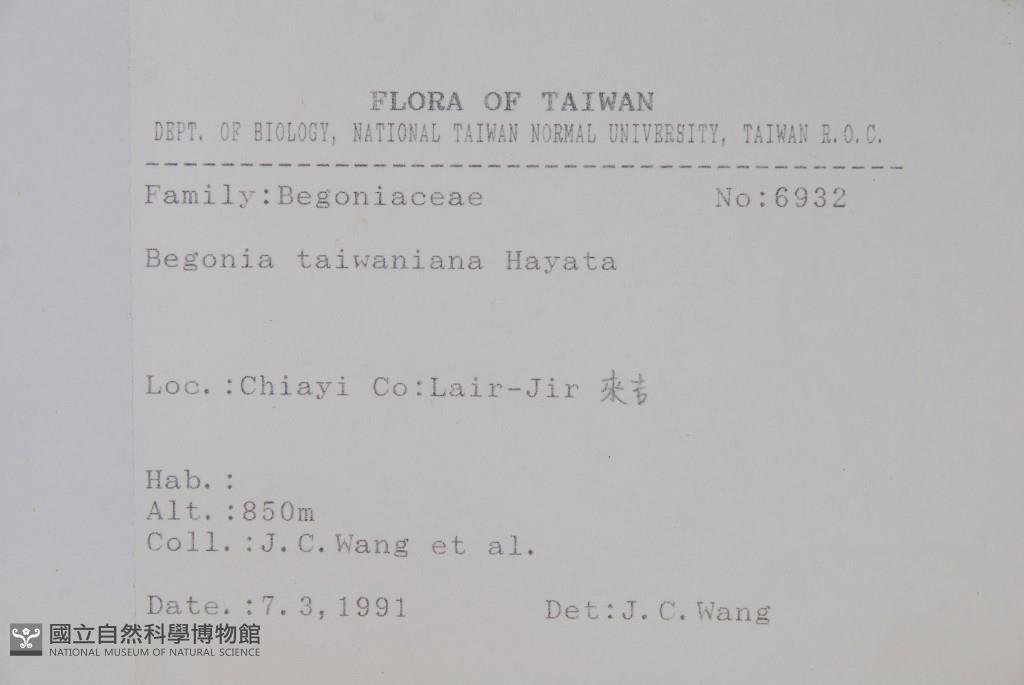 FLORA OF TAIWAN
DEPT. OF BIOLOGY, NATIONAL TAIWAN NORMAL UNIVERSITY, TAIWAN R.O.C.
Family:Begoniaceae No:6932
Begonia taiwaniana Hayata
Loc.:Chiayi Co:Lair-Jir 來吉
Hab.:
Alt.:850m
Coll.:J.C.Wang et al.
Date.:7.3,1991 Det:J.C.Wang
國立自然科學博物館
NATIONAL MUSEUM OF NATURAL SCIENCE